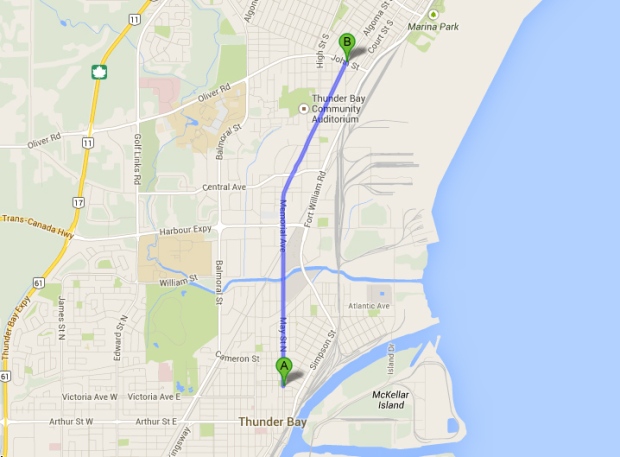 Algon
High St S
Algoma St S
Court St S
Marina Park
11
B
John St
Oliver Rd
Thunder Bay
Community
Auditorium
Balmoral St
Oliver Rd
11
Golf Links Rd
Central Ave
Fort William Rd
17
Memorial Ave
Trans-Canada Hwy
Harbour Expy
61
William St
Balmoral St
Thunder Bay Expy
James St N
Edward St N
Atlantic Ave
May St N
Simpson St
Cameron St
Island Dr
A
61
Victoria Ave W
Victoria Ave E
McKellar
Island
Arthur St W
Arthur St E
Thunder Bay
Kingsway